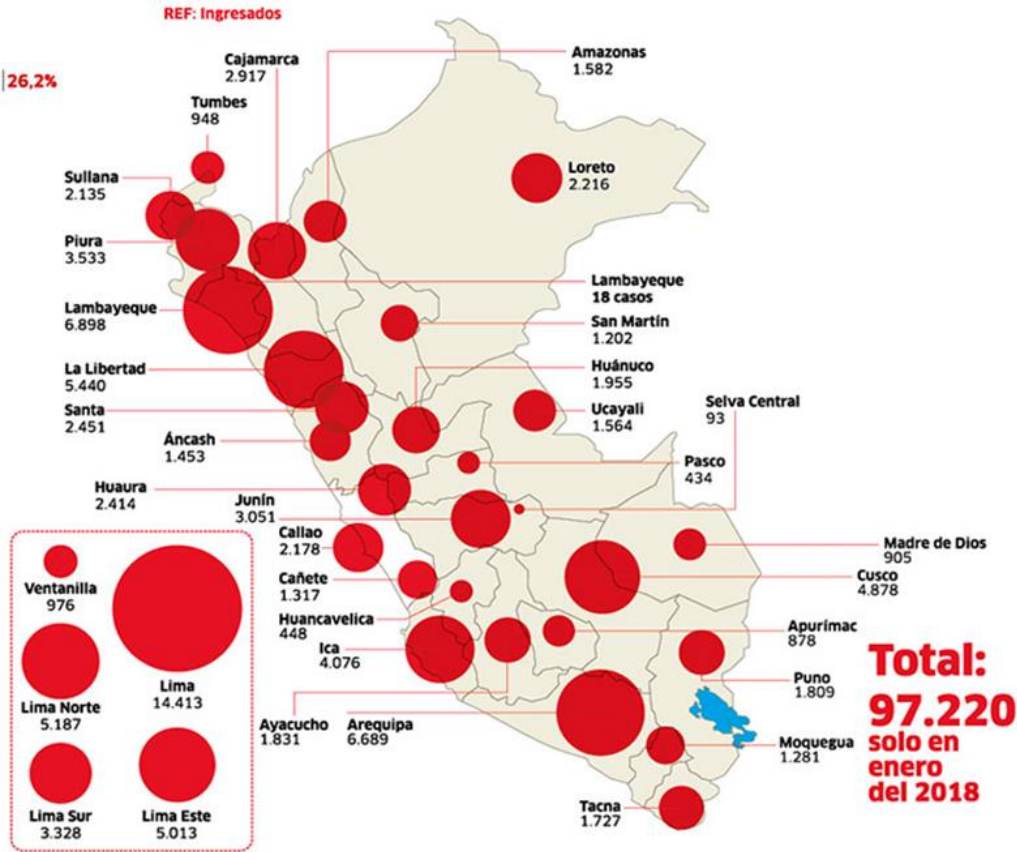 REF: Ingresados
26,2%
Cajamarca
2.917
Amazonas
1.582
Tumbes
948
Sullana
2.135
Loreto
2.216
Piura
3.533
Lambayeque
18 casos
Lambayeque
6.898
San Martín
1.202
La Libertad
5.440
Huánuco
1.955
Santa
2.451
Ucayali
1.564
Selva Central
93
Áncash
1.453
Pasco
434
Huaura
2.414
Junín
3.051
Callao
2.178
Madre de Dios
905
Cañete
1.317
Cusco
4.878
Huancavelica
448
Apurímac
878
Ica
4.076
Puno
1.809
Ayacucho
1.831
Arequipa
6.689
Moquegua
1.281
Tacna
1.727
Ventanilla
976
Lima
14.413
Lima Norte
5.187
Lima Sur
3.328
Lima Este
5.013
Total:
97.220
solo en
enero
del 2018